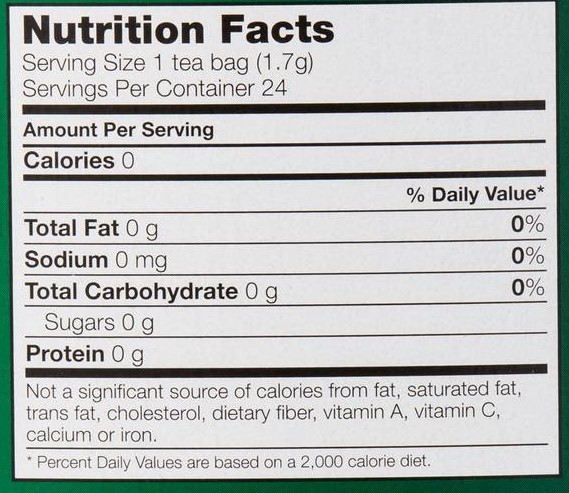 Nutrition Facts
Serving Size 1 tea bag (1.7g)
Servings Per Container 24
Amount Per Serving
Calories 0
% Daily Value*
Total Fat 0 g 0%
Sodium 0 mg 0%
Total Carbohydrate 0 g 0%
Sugars 0 g
Protein 0 g
Not a significant source of calories from fat, saturated fat,
trans fat, cholesterol, dietary fiber, vitamin A, vitamin C,
calcium or iron.
* Percent Daily Values are based on a 2,000 calorie diet.